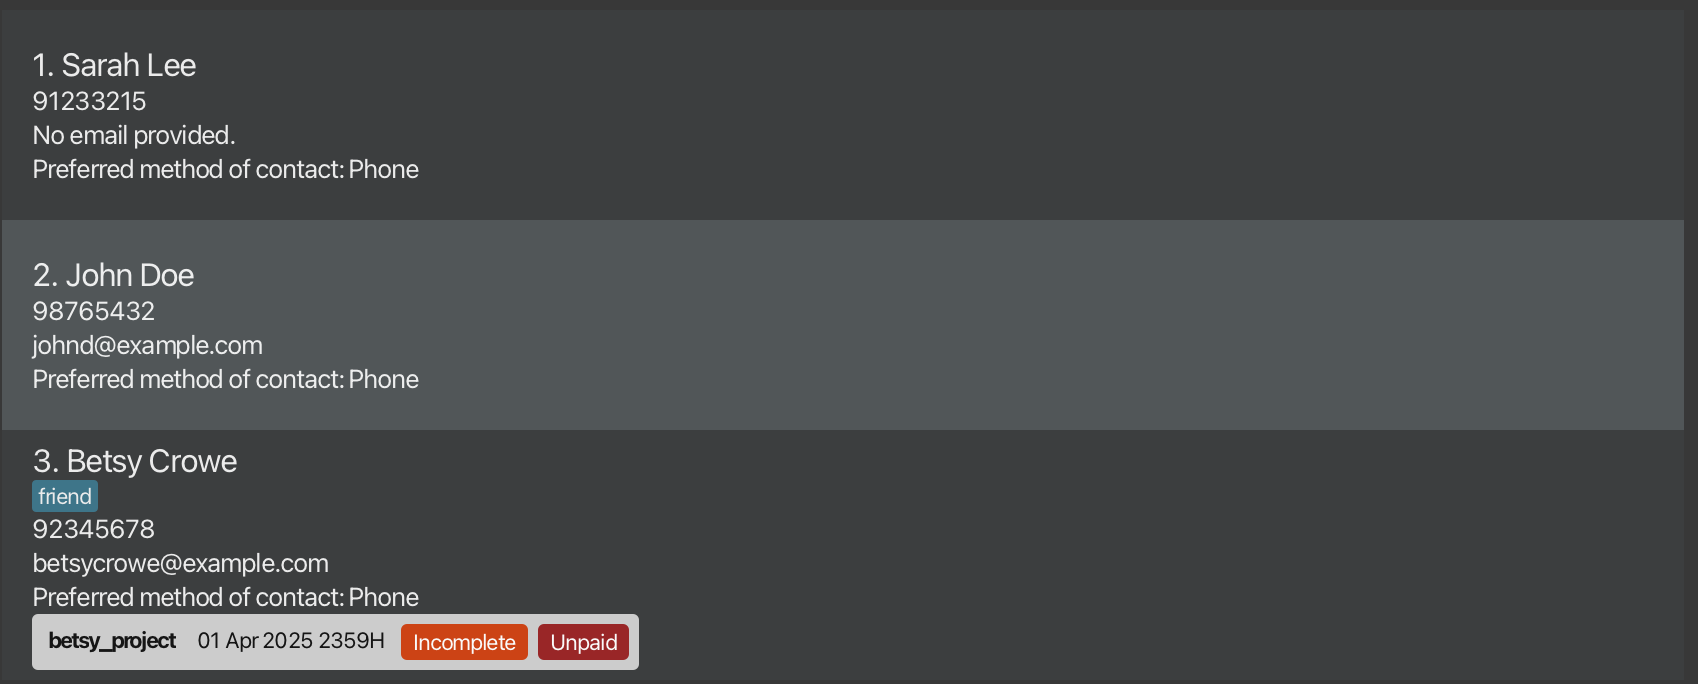 1. Sarah Lee
91233215
No email provided.
Preferred method of contact: Phone
2. John Doe
98765432
johnd@example.com
Preferred method of contact: Phone
3. Betsy Crowe
friend
92345678
betsycrowe@example.com
Preferred method of contact: Phone
betsy_project 01 Apr 2025 2359H Incomplete Unpaid